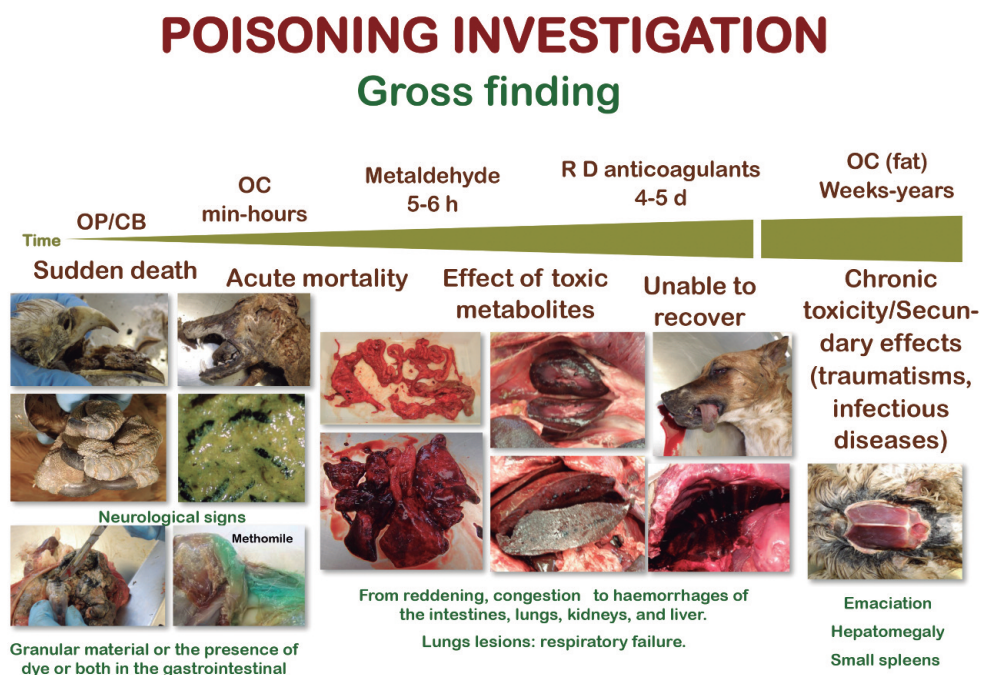 POISONING INVESTIGATION
Gross finding
OP/CB
OC
min-hours
Metaldehyde
5-6 h
R D anticoagulants
4-5 d
OC (fat)
Weeks-years
Time
Sudden death
Acute mortality
Effect of toxic
metabolites
Unable to
recover
Chronic
toxicity/Secun-
dary effects
(traumatisms,
infectious
diseases)
Neurological signs
Methomile
Granular material or the presence of
dye or both in the gastrointestinal
From reddening, congestion to haemorrhages of
the intestines, lungs, kidneys, and liver.
Lungs lesions: respiratory failure.
Emaciation
Hepatomegaly
Small spleens